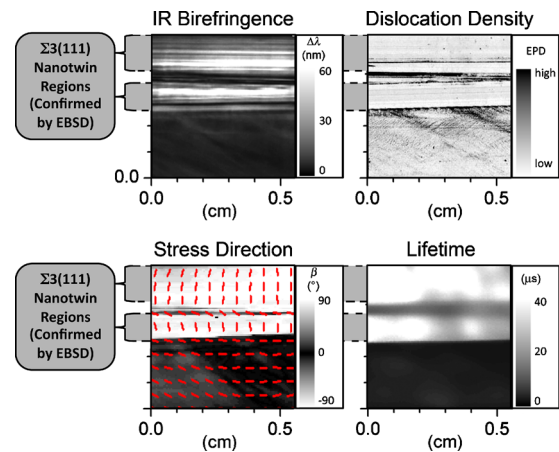 IR Birefringence
Dislocation Density
Σ3(111)
Nanotwin
Regions
(Confirmed
by EBSD)
Δλ
(nm)
60
30
0
EPD
high
low
0.0
0.0 0.5
(cm)
0.0 0.5
(cm)
Stress Direction
Lifetime
Σ3(111)
Nanotwin
Regions
(Confirmed
by EBSD)
β
(°)
90
0
-90
(μs)
40
20
0
0.0 0.5
(cm)
0.0 0.5
(cm)